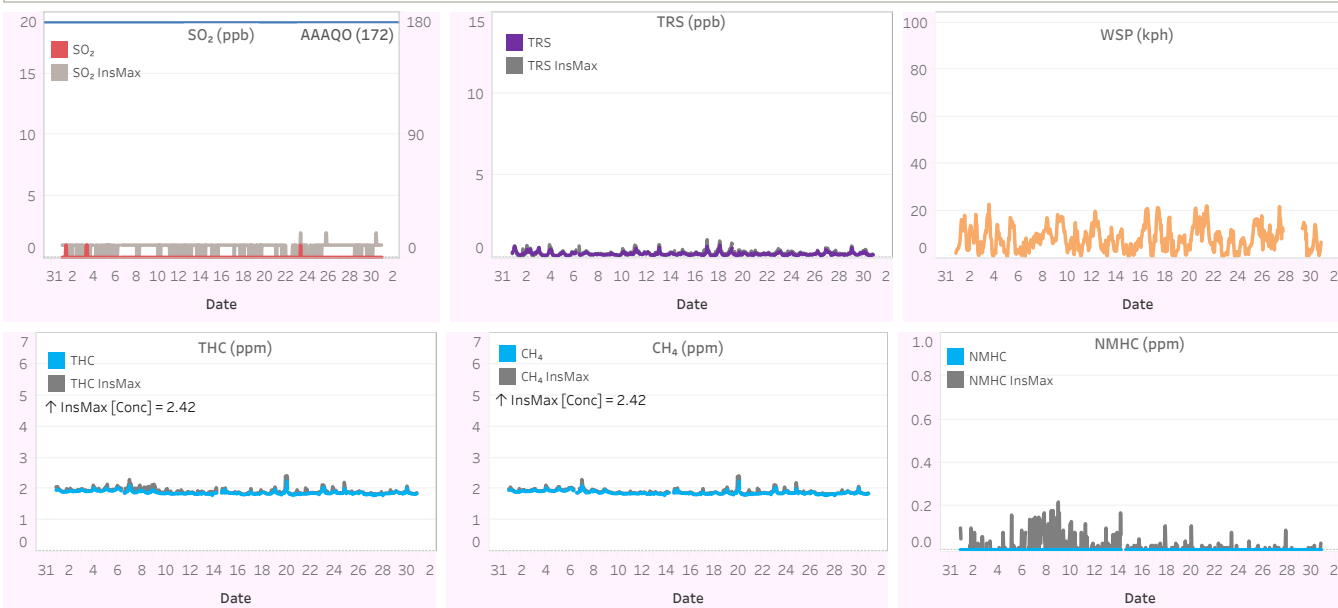 SO₂ (ppb) AAAQO (172)
SO₂
SO₂ InsMax
20
15
10
5
0
180
90
0
31 2 4 6 8 10 12 14 16 18 20 22 24 26 28 30 2
Date
TRS (ppb)
TRS
TRS InsMax
15
10
5
0
31 2 4 6 8 10 12 14 16 18 20 22 24 26 28 30 2
Date
WSP (kph)
100
80
60
40
20
0
31 2 4 6 8 10 12 14 16 18 20 22 24 26 28 30 2
Date
THC (ppm)
THC
THC InsMax
↑ InsMax [Conc] = 2.42
7
6
5
4
3
2
1
0
31 2 4 6 8 10 12 14 16 18 20 22 24 26 28 30 2
Date
CH₄ (ppm)
CH₄
CH₄ InsMax
↑ InsMax [Conc] = 2.42
7
6
5
4
3
2
1
0
31 2 4 6 8 10 12 14 16 18 20 22 24 26 28 30 2
Date
NMHC (ppm)
NMHC
NMHC InsMax
1.0
0.8
0.6
0.4
0.2
0.0
31 2 4 6 8 10 12 14 16 18 20 22 24 26 28 30 2
Date